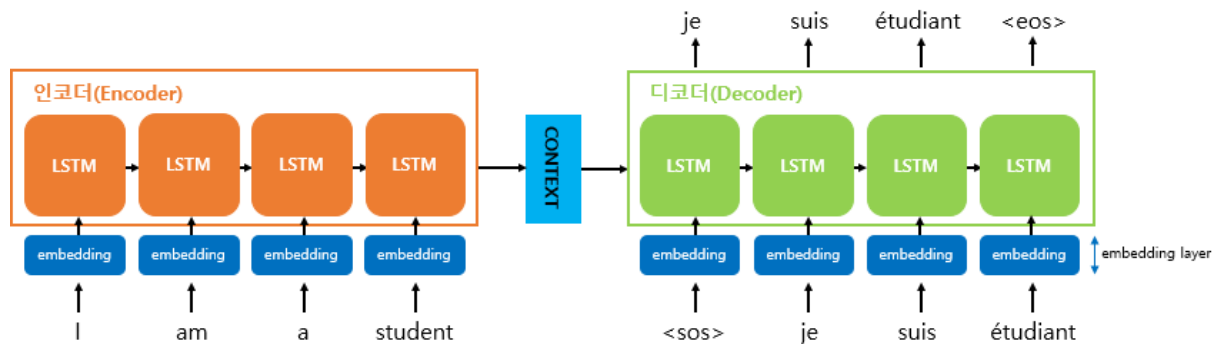 je suis étudiant <eos>
인코더(Encoder)
디코더(Decoder)
LSTM LSTM LSTM LSTM
CONTEXT
LSTM LSTM LSTM LSTM
embedding embedding embedding embedding
embedding embedding embedding embedding
embedding layer
I am a student
<sos> je suis étudiant